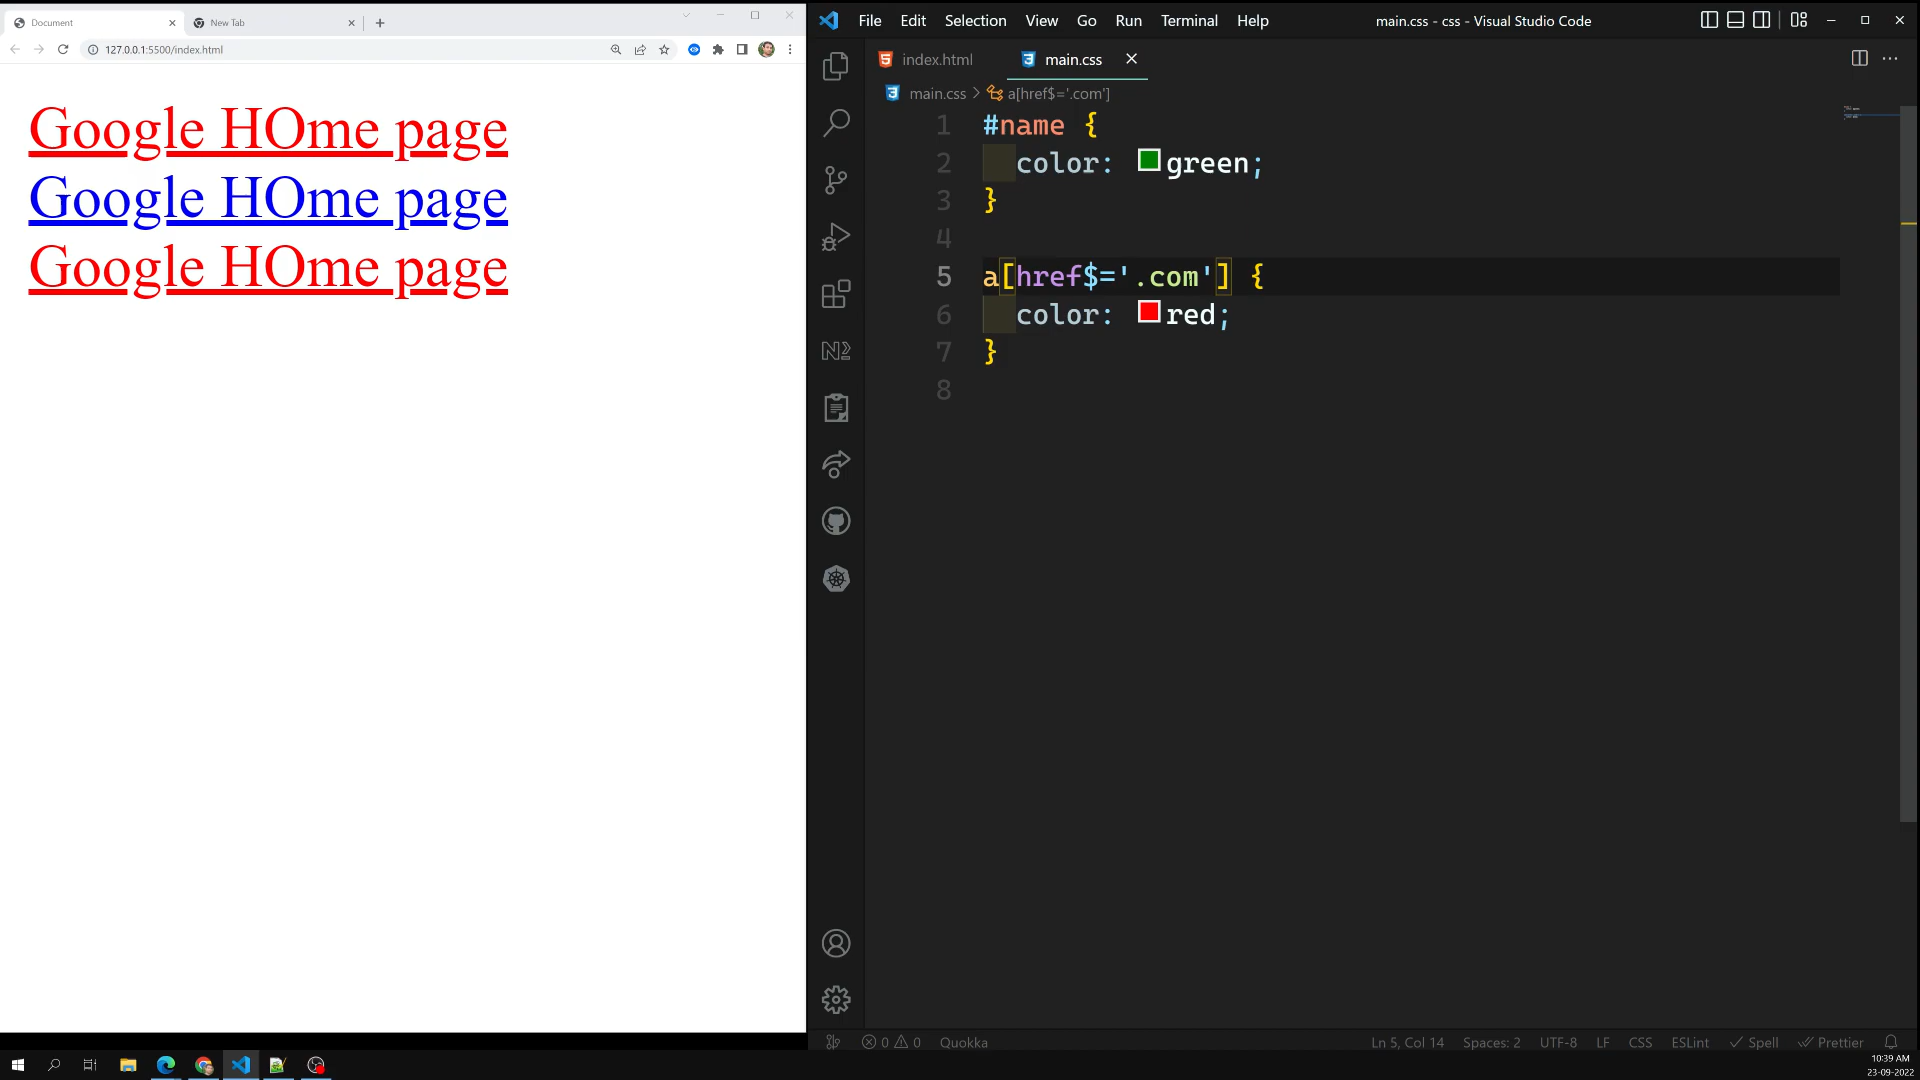 Document
New Tab
127.0.0.1:5500/index.html
Google HOme page
Google HOme page
Google HOme page
File Edit Selection View Go Run Terminal Help
main.css - css - Visual Studio Code
index.html
main.css
main.css > a[href$='.com']
1 #name {
2 color: green;
3 }
4
5 a[href$='.com'] {
6 color: red;
7 }
8
0 0 Quokka
Ln 5, Col 14 Spaces: 2 UTF-8 LF CSS ESLint Spell Prettier
10:39 AM
23-09-2022